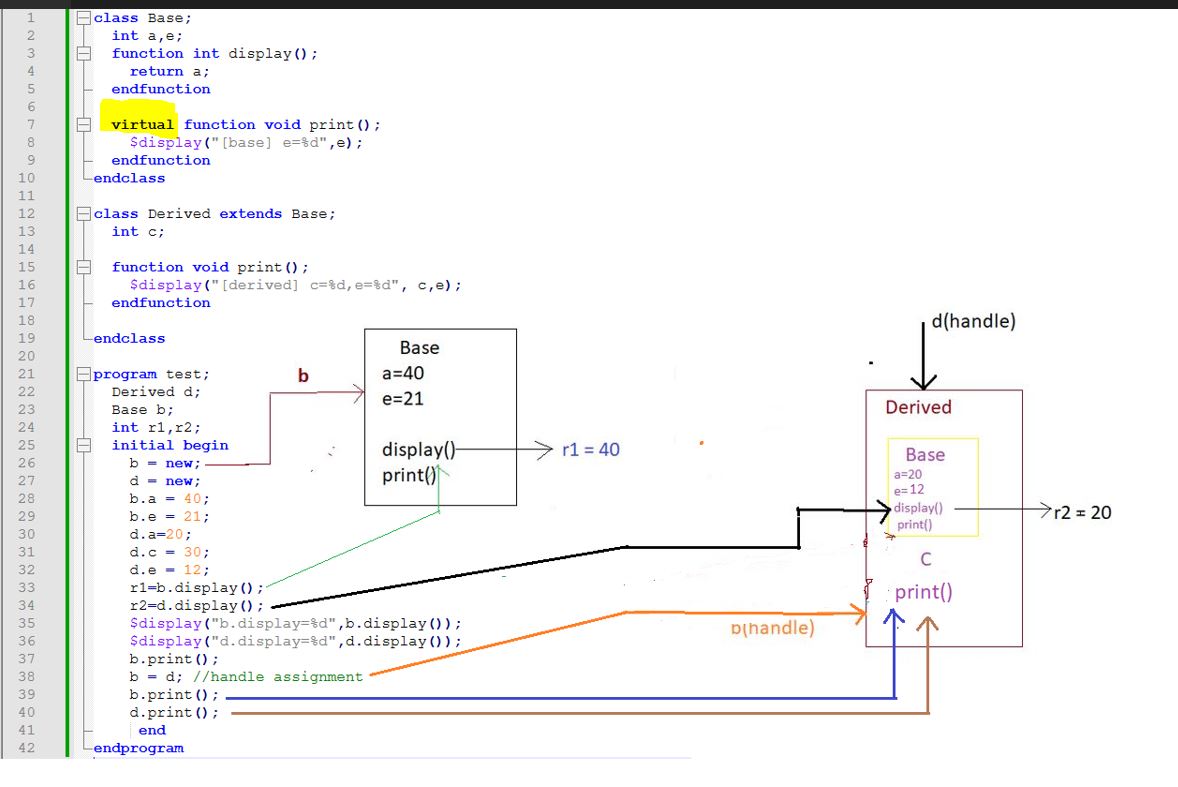 1 class Base;
2 int a,e;
3 function int display();
4 return a;
5 endfunction
6
7 virtual function void print();
8 $display("[base] e=%d",e);
9 endfunction
10 endclass
11
12 class Derived extends Base;
13 int c;
14
15 function void print();
16 $display("[derived] c=%d,e=%d", c,e);
17 endfunction
18
19 endclass
20
21 program test;
22 Derived d;
23 Base b;
24 int r1,r2;
25 initial begin
26 b = new;
27 d = new;
28 b.a = 40;
29 b.e = 21;
30 d.a=20;
31 d.c = 30;
32 d.e = 12;
33 r1=b.display();
34 r2=d.display();
35 $display("b.display=%d",b.display());
36 $display("d.display=%d",d.display());
37 b.print();
38 b = d; //handle assignment
39 b.print();
40 d.print();
41 end
42 endprogram
b
Base
a=40
e=21
display()
print()
r1 = 40
d(handle)
Derived
Base
a=20
e=12
display()
print()
r2 = 20
C
print()
b(handle)